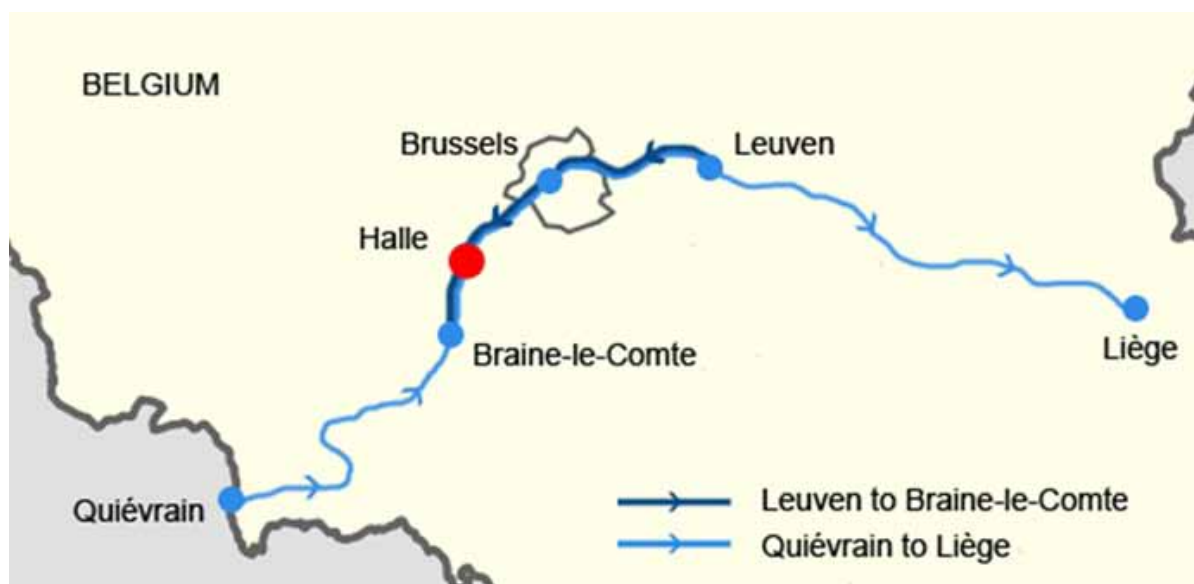 BELGIUM
Brussels
Leuven
Halle
Braine-le-Comte
Liège
Quiévrain
Leuven to Braine-le-Comte
Quiévrain to Liège